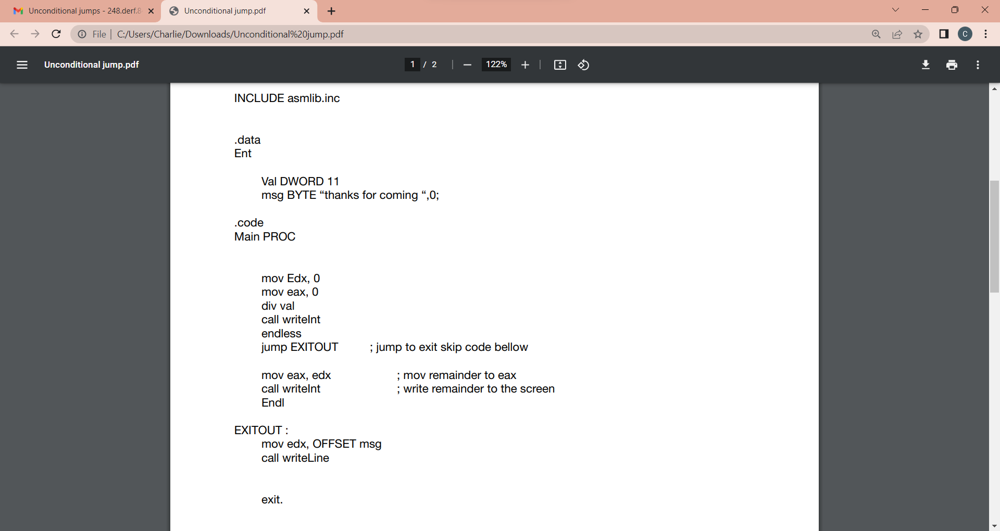 Unconditional jumps - 248.derf.8
Unconditional jump.pdf
File
C:/Users/Charlie/Downloads/Unconditional%20jump.pdf
C
Unconditional jump.pdf
1 / 2
122%
INCLUDE asmlib.inc
.data
Ent
Val DWORD 11
msg BYTE “thanks for coming “,0;
.code
Main PROC
mov Edx, 0
mov eax, 0
div val
call writeInt
endless
jump EXITOUT ; jump to exit skip code bellow
mov eax, edx ; mov remainder to eax
call writeInt ; write remainder to the screen
Endl
EXITOUT :
mov edx, OFFSET msg
call writeLine
exit.